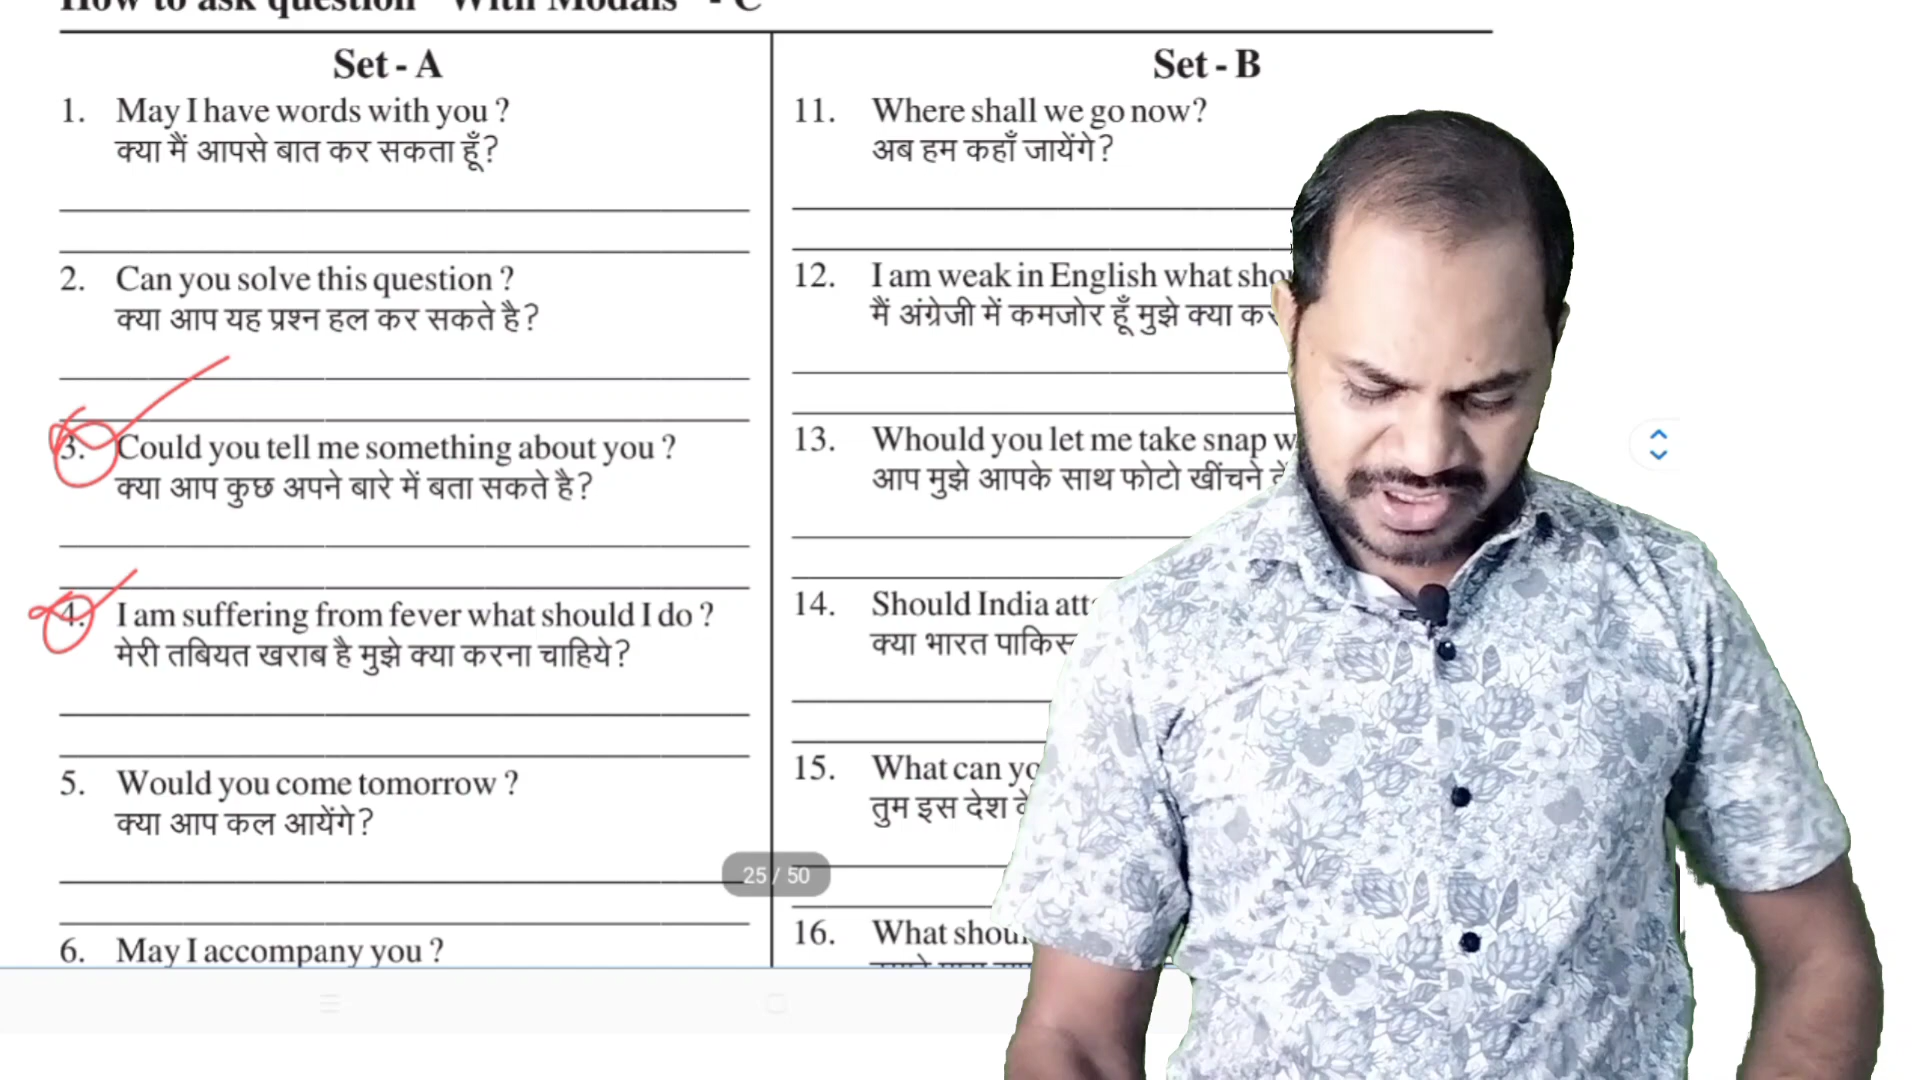 How to ask question "With Modals" - C
Set - A
1. May I have words with you ?
क्या मैं आपसे बात कर सकता हूँ?
2. Can you solve this question ?
क्या आप यह प्रश्न हल कर सकते है?
3. Could you tell me something about you ?
क्या आप कुछ अपने बारे में बता सकते है?
4. I am suffering from fever what should I do ?
मेरी तबियत खराब है मुझे क्या करना चाहिये?
5. Would you come tomorrow ?
क्या आप कल आयेंगे?
6. May I accompany you ?
Set - B
11. Where shall we go now?
अब हम कहाँ जायेंगे?
12. I am weak in English what
मैं अंग्रेजी में कमजोर हूँ मुझे क्या
13. Whould you let me take snap
आप मुझे आपके साथ फोटो खींचने
14. Should India
क्या भारत
15. What can
तुम इस देश
16. What
25 / 50